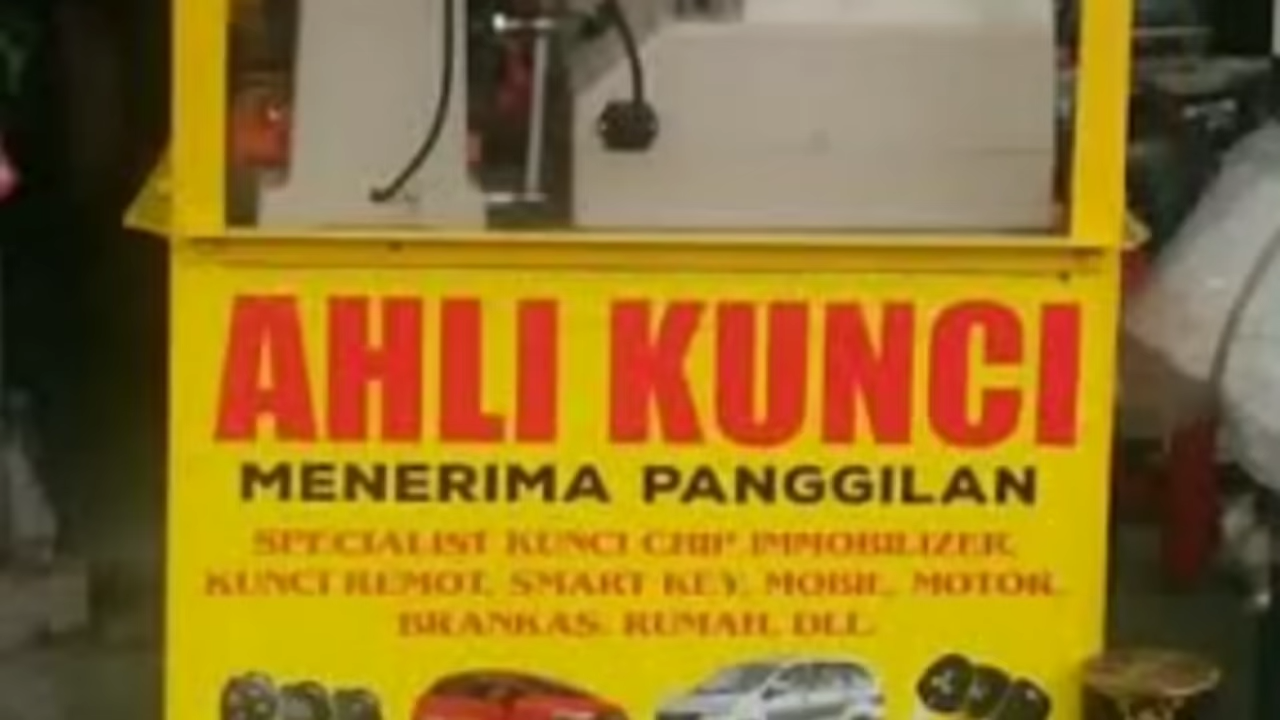 AHLI KUNCI
MENERIMA PANGGILAN
SPECIALIST KUNCI CHIP IMMOBILIZER,
KUNCI REMOT, SMART KEY, MOBIL, MOTOR,
BRANKAS, RUMAH, DLL.